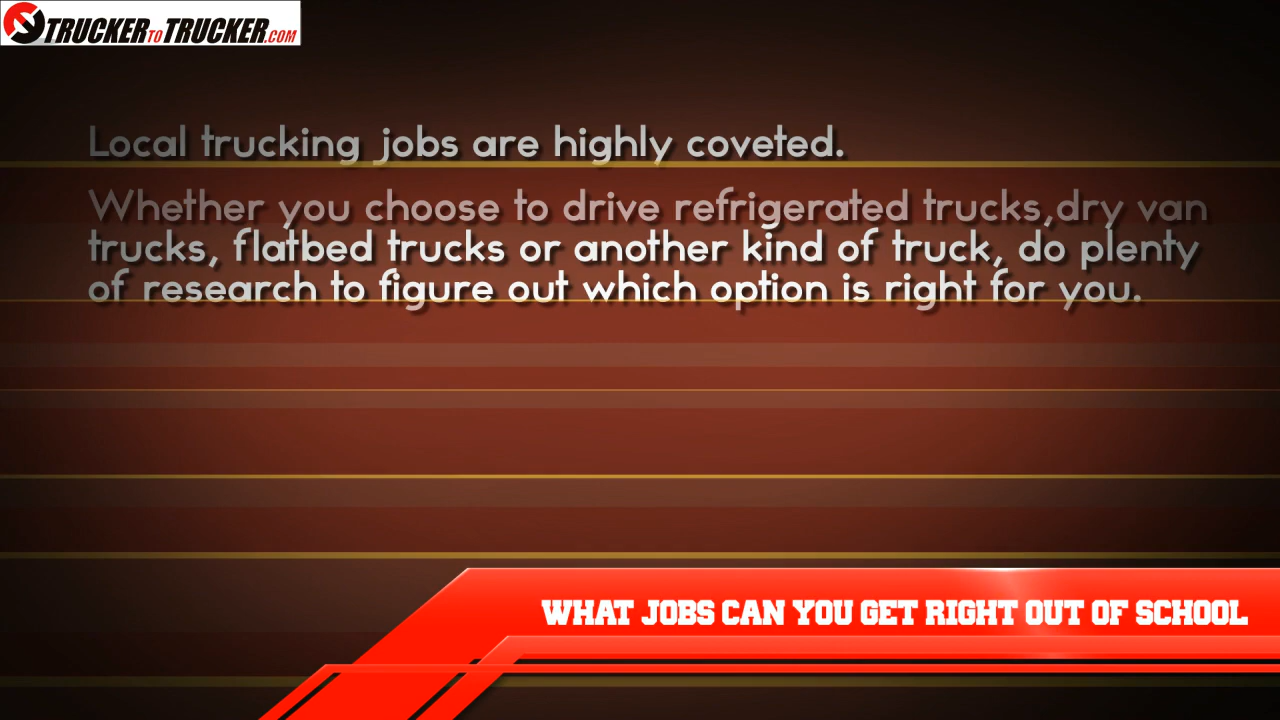 TRUCKERTOTRUCKER.COM
Local trucking jobs are highly coveted.
Whether you choose to drive refrigerated trucks,dry van
trucks, flatbed trucks or another kind of truck, do plenty
of research to figure out which option is right for you.
WHAT JOBS CAN YOU GET RIGHT OUT OF SCHOOL